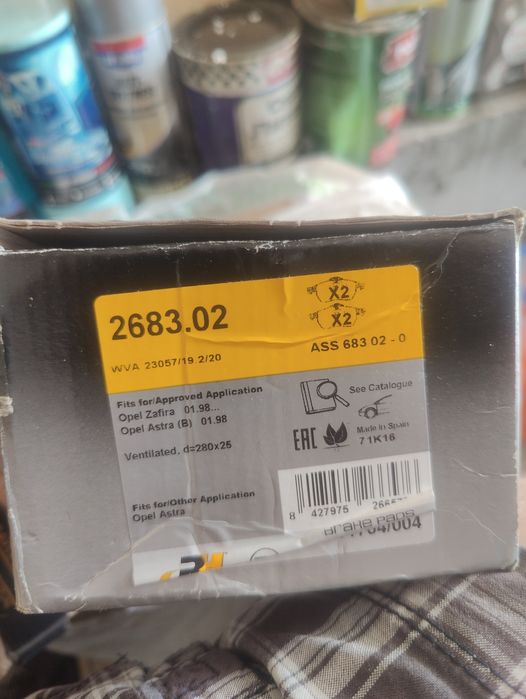 2683.02
X2
X2
WVA 23057/19.2/20
ASS 683 02 - 0
Fits for/Approved Application
Opel Zafira 01.98...
Opel Astra (B) 01.98
Ventilated, d=280x25
See Catalogue
EAC
Made in Spain
71K16
Fits for/Other Application
Opel Astra
8 427975
Brake Pads
/004